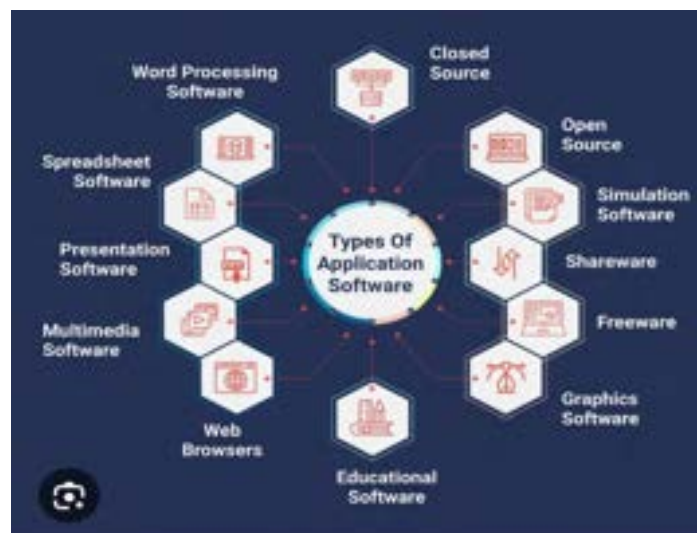 Closed
Source
Word Processing
Software
Open
Source
Spreadsheet
Software
Simulation
Software
Types Of
Application
Software
Presentation
Software
Shareware
Multimedia
Software
Freeware
Graphics
Software
Web
Browsers
Educational
Software